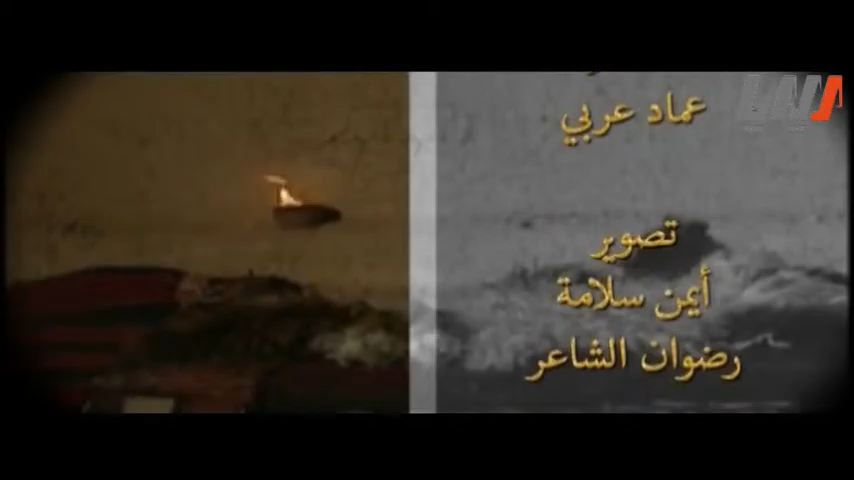 عماد عربي
تصوير
أيمن سلامة
رضوان الشاعر